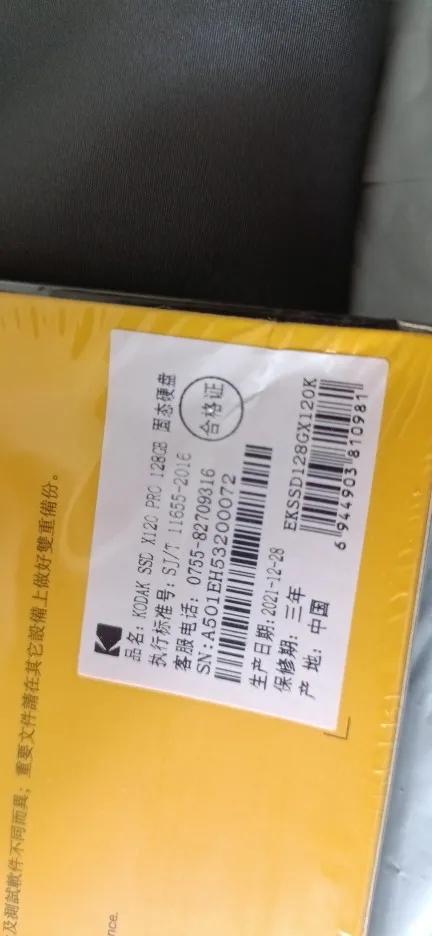 品名: KODAK SSD X120 PRO 128GB 固态硬盘
执行标准号: SJ/T 11655-2016
客服电话: 0755-82709316
SN:A501EH53200072
合格证
生产日期:2021-12-28
保修期: 三年
产 地: 中国
EKSSD128GX120K
6 944903 810981
及測試軟件不同而異; 重要文件請在其它設備上做好雙重備份。
nce.